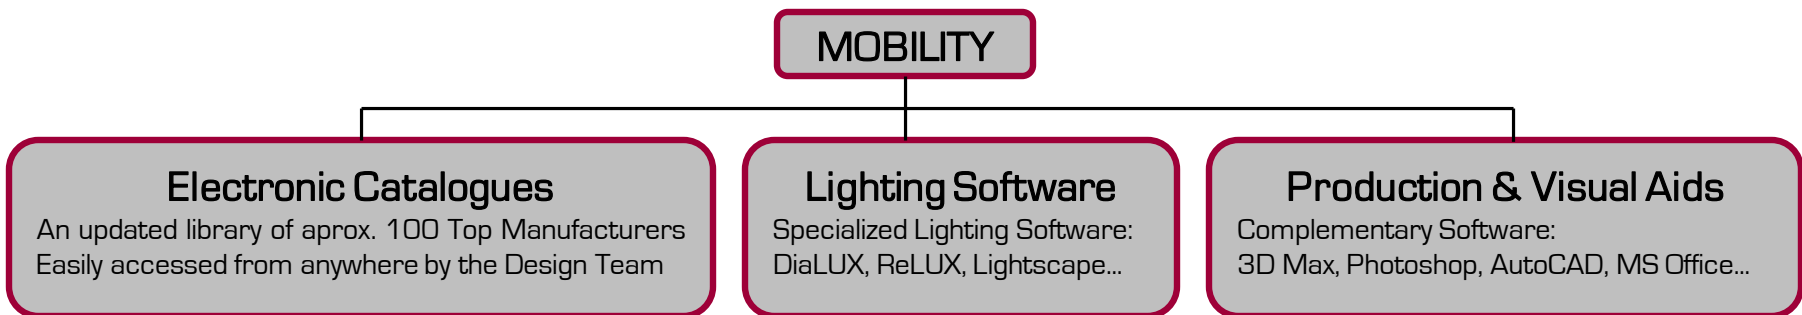 MOBILITY
Electronic Catalogues
An updated library of aprox. 100 Top Manufacturers
Easily accessed from anywhere by the Design Team
Lighting Software
Specialized Lighting Software:
DiaLUX, ReLUX, Lightscape...
Production & Visual Aids
Complementary Software:
3D Max, Photoshop, AutoCAD, MS Office...